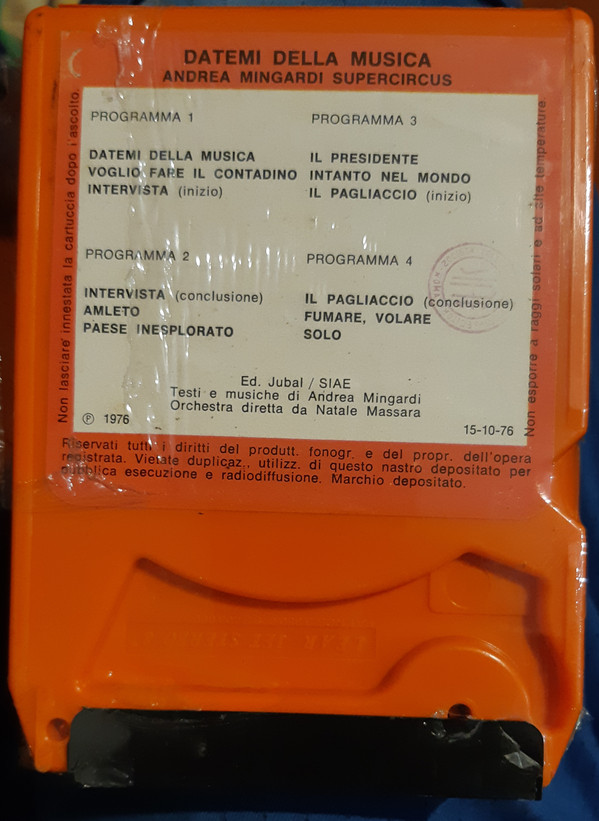 DATEMI DELLA MUSICA
ANDREA MINGARDI SUPERCIRCUS
Non lasciare innestata la cartuccia dopo l'ascolto.
PROGRAMMA 1
DATEMI DELLA MUSICA
VOGLIO FARE IL CONTADINO
INTERVISTA (inizio)
PROGRAMMA 3
IL PRESIDENTE
INTANTO NEL MONDO
IL PAGLIACCIO (inizio)
PROGRAMMA 2
INTERVISTA (conclusione)
AMLETO
PAESE INESPLORATO
PROGRAMMA 4
IL PAGLIACCIO (conclusione)
FUMARE, VOLARE
SOLO
Ed. Jubal / SIAE
Testi e musiche di Andrea Mingardi
Orchestra diretta da Natale Massara
℗ 1976
15-10-76
Non esporre a raggi solari e ad alte temperature
Riservati tutti i diritti del produtt. fonogr. e del propr. dell'opera
registrata. Vietate duplicaz., utilizz. di questo nastro depositato per
pubblica esecuzione e radiodiffusione. Marchio depositato.